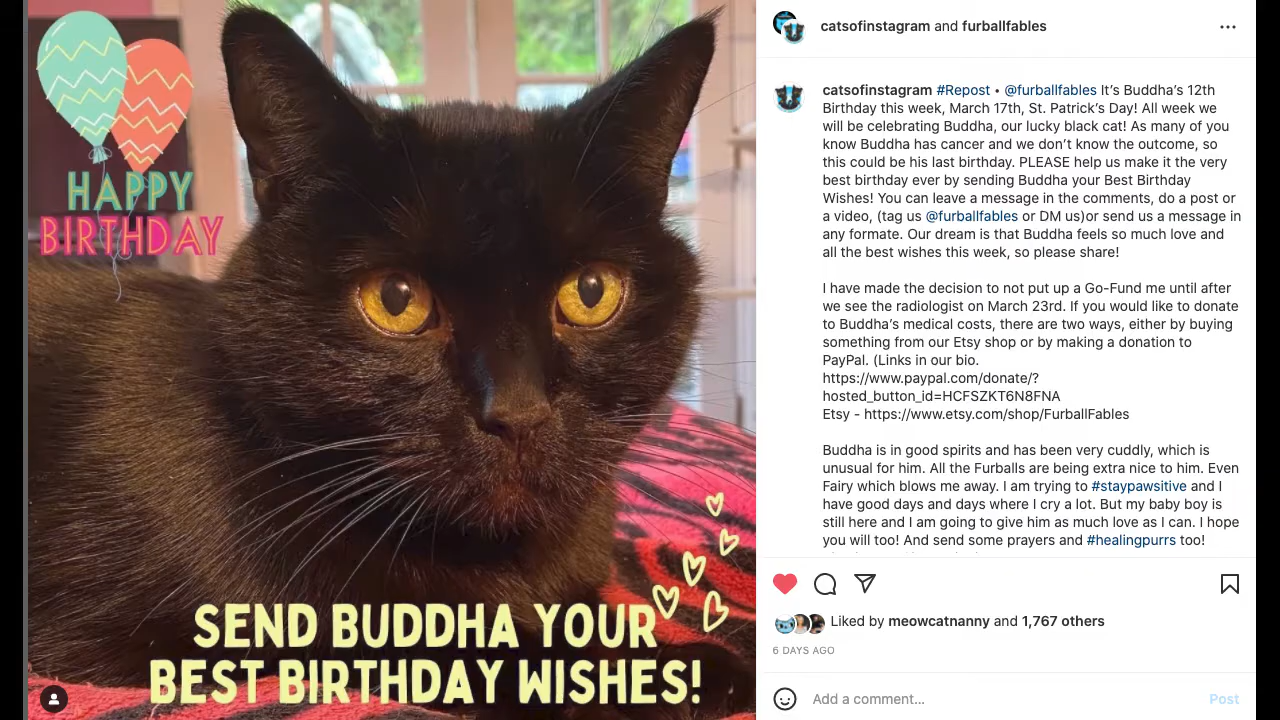 HAPPY
BIRTHDAY
SEND BUDDHA YOUR
BEST BIRTHDAY WISHES!
catsofinstagram and furballfables
catsofinstagram #Repost • @furballfables It’s Buddha’s 12th
Birthday this week, March 17th, St. Patrick’s Day! All week we
will be celebrating Buddha, our lucky black cat! As many of you
know Buddha has cancer and we don’t know the outcome, so
this could be his last birthday. PLEASE help us make it the very
best birthday ever by sending Buddha your Best Birthday
Wishes! You can leave a message in the comments, do a post or
a video, (tag us @furballfables or DM us)or send us a message in
any formate. Our dream is that Buddha feels so much love and
all the best wishes this week, so please share!
I have made the decision to not put up a Go-Fund me until after
we see the radiologist on March 23rd. If you would like to donate
to Buddha’s medical costs, there are two ways, either by buying
something from our Etsy shop or by making a donation to
PayPal. (Links in our bio.
https://www.paypal.com/donate/?
hosted_button_id=HCFSZKT6N8FNA
Etsy - https://www.etsy.com/shop/FurballFables
Buddha is in good spirits and has been very cuddly, which is
unusual for him. All the Furballs are being extra nice to him. Even
Fairy which blows me away. I am trying to #staypawsitive and I
have good days and days where I cry a lot. But my baby boy is
still here and I am going to give him as much love as I can. I hope
you will too! And send some prayers and #healingpurrs too!
Liked by meowcatnanny and 1,767 others
6 DAYS AGO
Add a comment…
Post